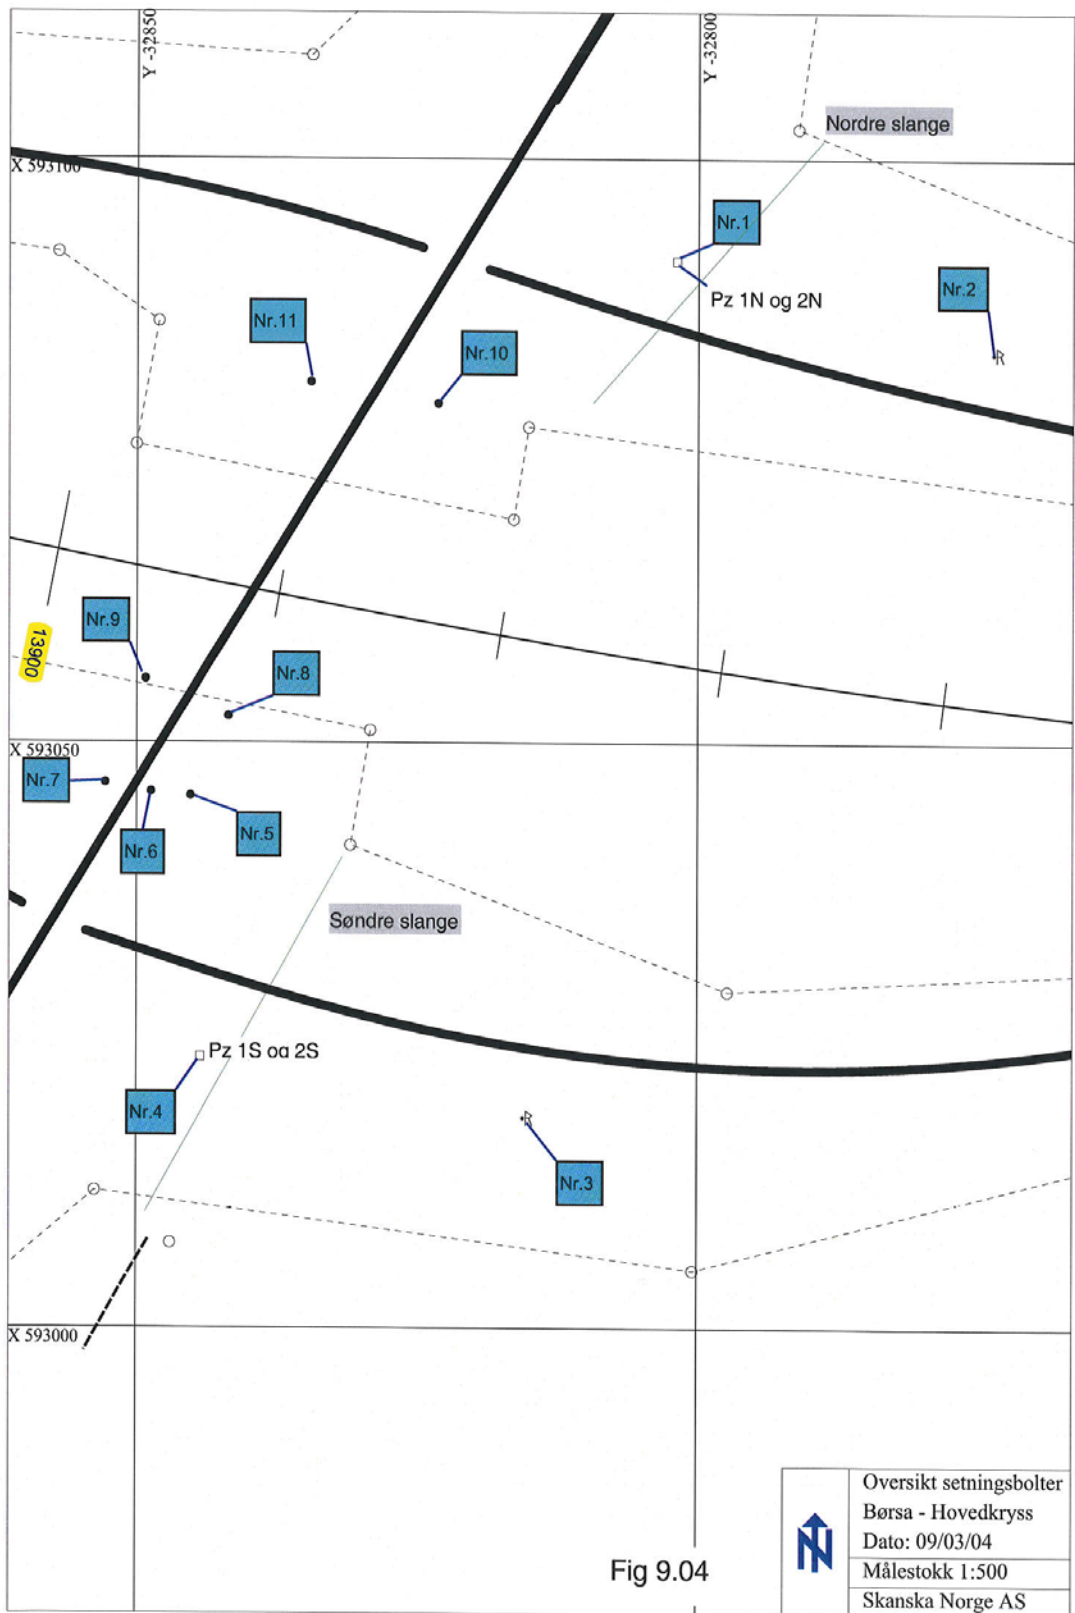 Y -32850
Y -32800
Nordre slange
X 593100
Nr.1
Nr.2
Pz 1N og 2N
Nr.11
Nr.10
Nr.9
13900
Nr.8
X 593050
Nr.7
Nr.5
Nr.6
Søndre slange
Pz 1S og 2S
Nr.4
Nr.3
X 593000
Fig 9.04
N
Oversikt setningsbolter
Børsa - Hovedkryss
Dato: 09/03/04
Målestokk 1:500
Skanska Norge AS